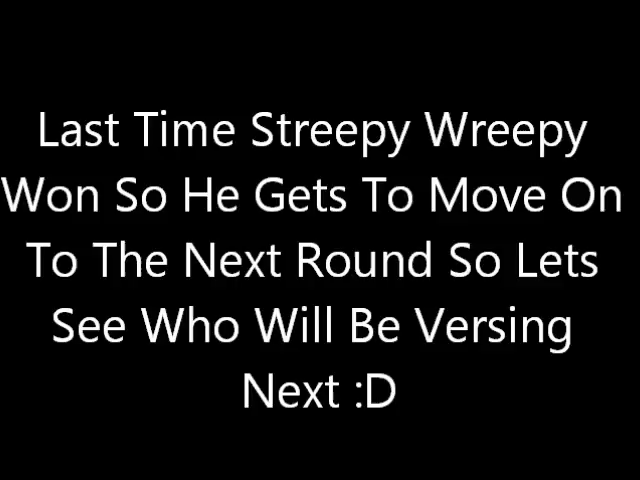 Last Time Streepy Wreepy
Won So He Gets To Move On
To The Next Round So Lets
See Who Will Be Versing
Next :D